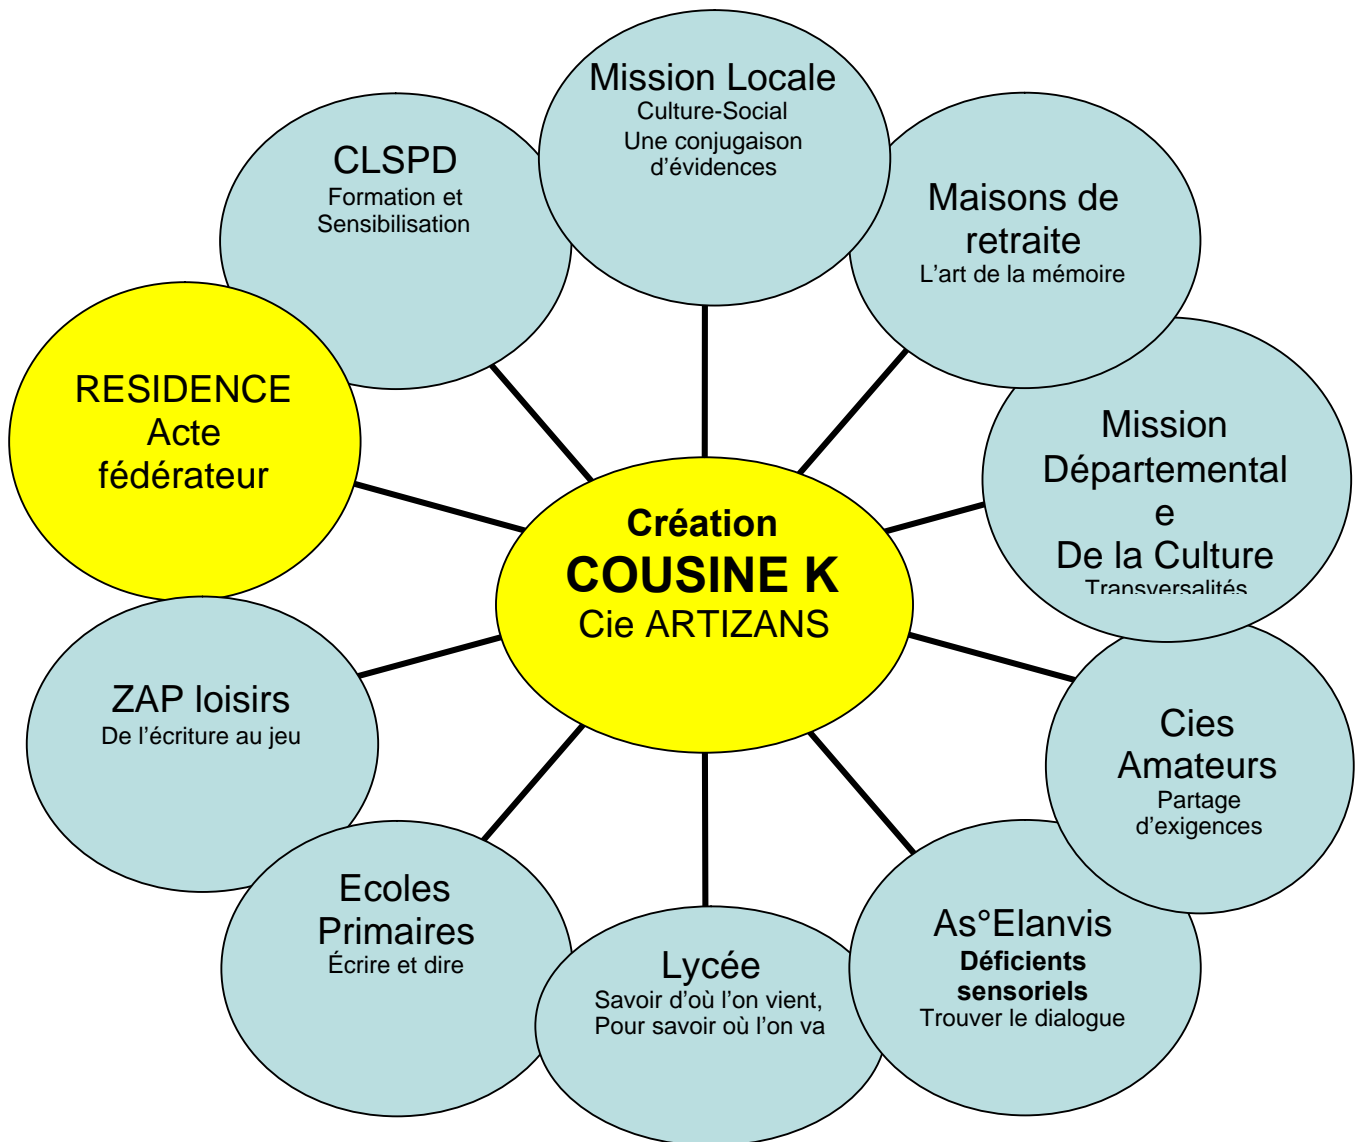 Mission Locale
Culture-Social
Une conjugaison
d’évidences
CLSPD
Formation et
Sensibilisation
Maisons de
retraite
L’art de la mémoire
RESIDENCE
Acte
fédérateur
Mission
Départemental
e
De la Culture
Transversalités
Création
COUSINE K
Cie ARTIZANS
ZAP loisirs
De l’écriture au jeu
Cies
Amateurs
Partage
d’exigences
Ecoles
Primaires
Écrire et dire
Lycée
Savoir d’où l’on vient,
Pour savoir où l’on va
As°Elanvis
Déficients
sensoriels
Trouver le dialogue